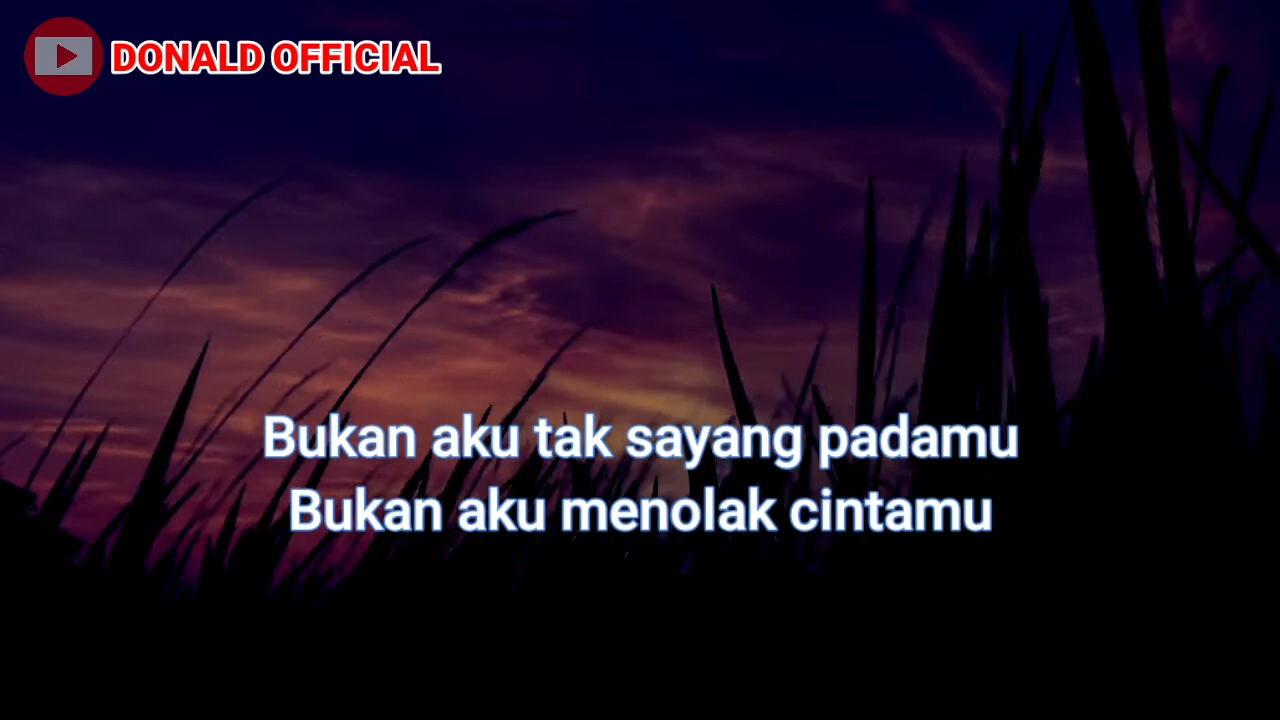 DONALD OFFICIAL
Bukan aku tak sayang padamu
Bukan aku menolak cintamu